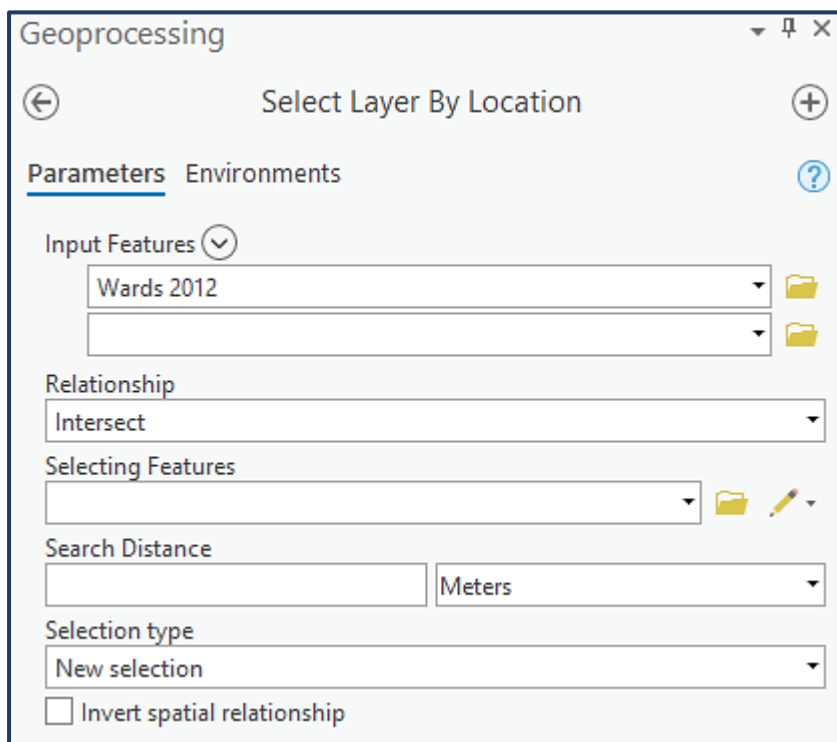 Geoprocessing
Select Layer By Location
Parameters Environments
Input Features
Wards 2012
Relationship
Intersect
Selecting Features
Search Distance
Meters
Selection type
New selection
Invert spatial relationship